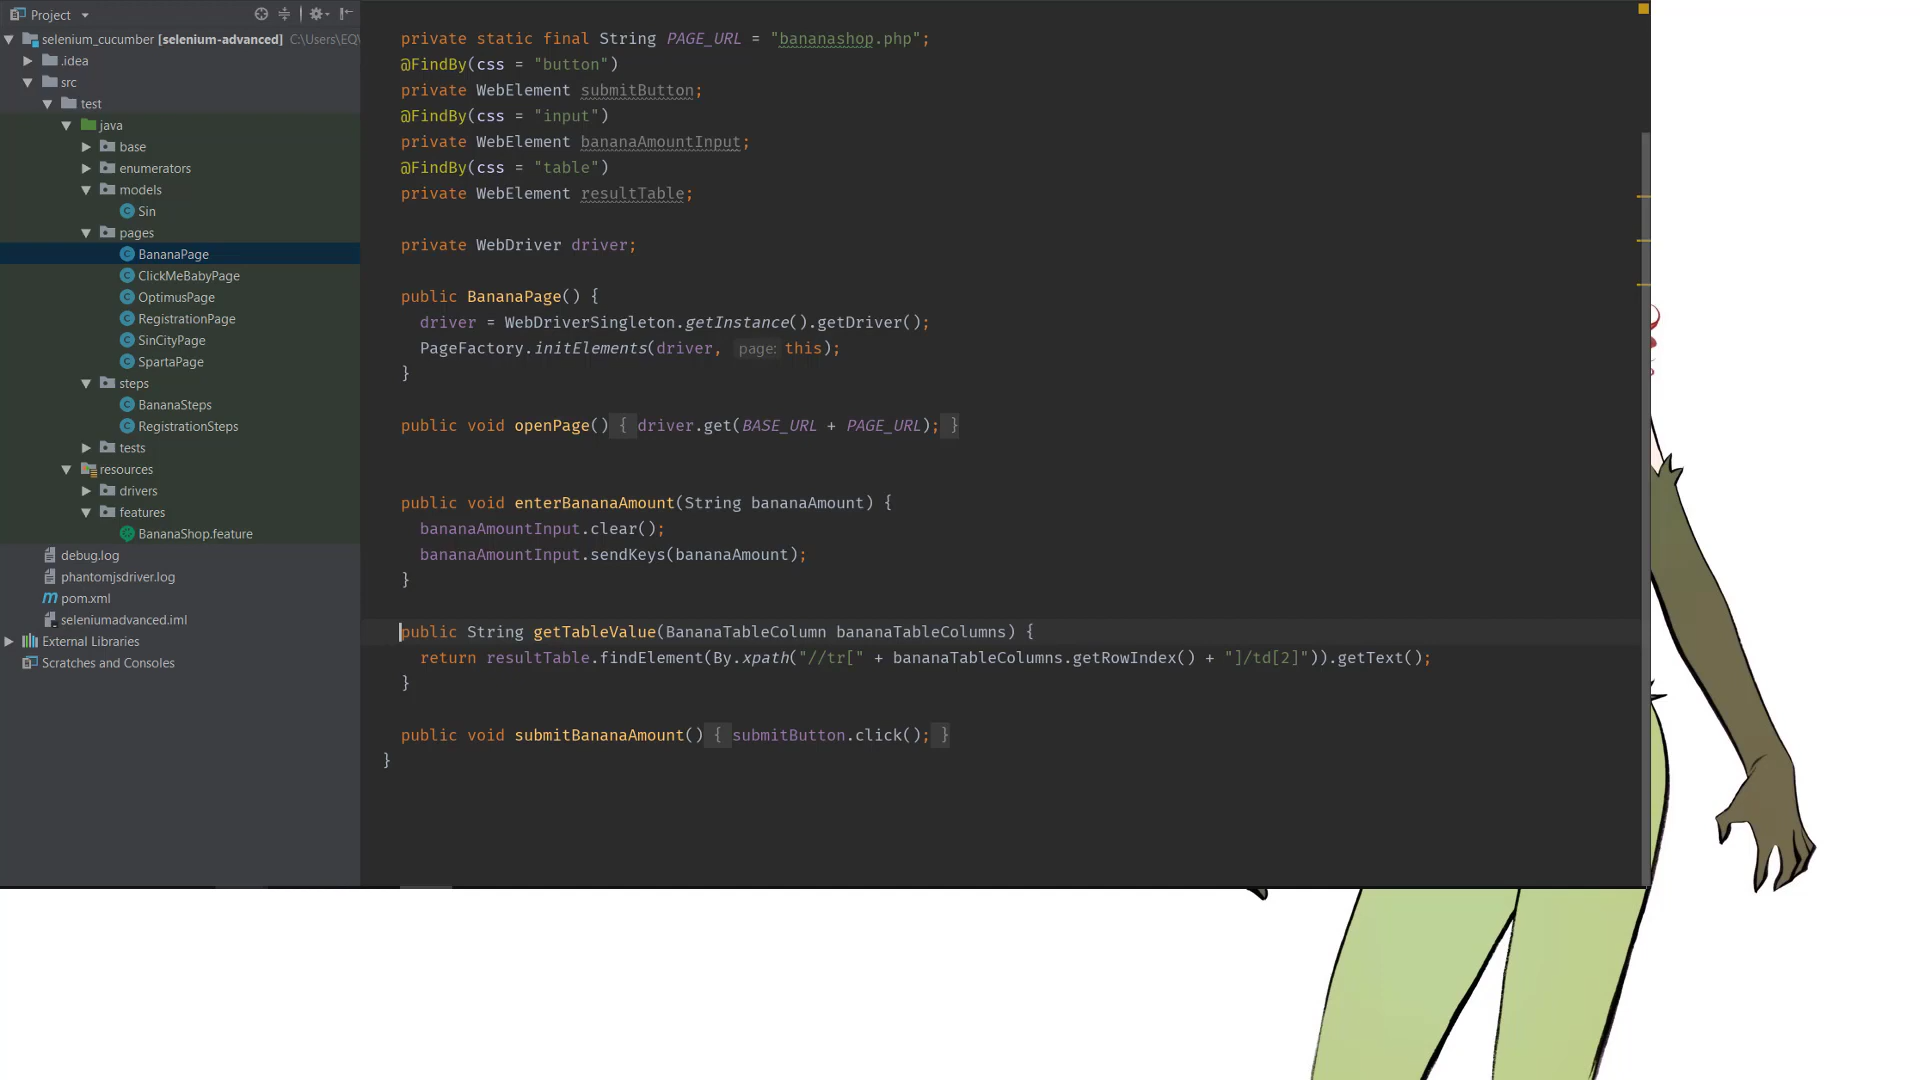 Project
selenium_cucumber [selenium-advanced] C:\Users\EQ\
.idea
src
test
java
base
enumerators
models
Sin
pages
BananaPage
ClickMeBabyPage
OptimusPage
RegistrationPage
SinCityPage
SpartaPage
steps
BananaSteps
RegistrationSteps
tests
resources
drivers
features
BananaShop.feature
debug.log
phantomjsdriver.log
pom.xml
seleniumadvanced.iml
External Libraries
Scratches and Consoles
private static final String PAGE_URL = "bananashop.php";
@FindBy(css = "button")
private WebElement submitButton;
@FindBy(css = "input")
private WebElement bananaAmountInput;
@FindBy(css = "table")
private WebElement resultTable;
private WebDriver driver;
public BananaPage() {
driver = WebDriverSingleton.getInstance().getDriver();
PageFactory.initElements(driver, page: this);
}
public void openPage() { driver.get(BASE_URL + PAGE_URL); }
public void enterBananaAmount(String bananaAmount) {
bananaAmountInput.clear();
bananaAmountInput.sendKeys(bananaAmount);
}
public String getTableValue(BananaTableColumn bananaTableColumns) {
return resultTable.findElement(By.xpath("//tr[" + bananaTableColumns.getRowIndex() + "]/td[2]")).getText();
}
public void submitBananaAmount() { submitButton.click(); }
}